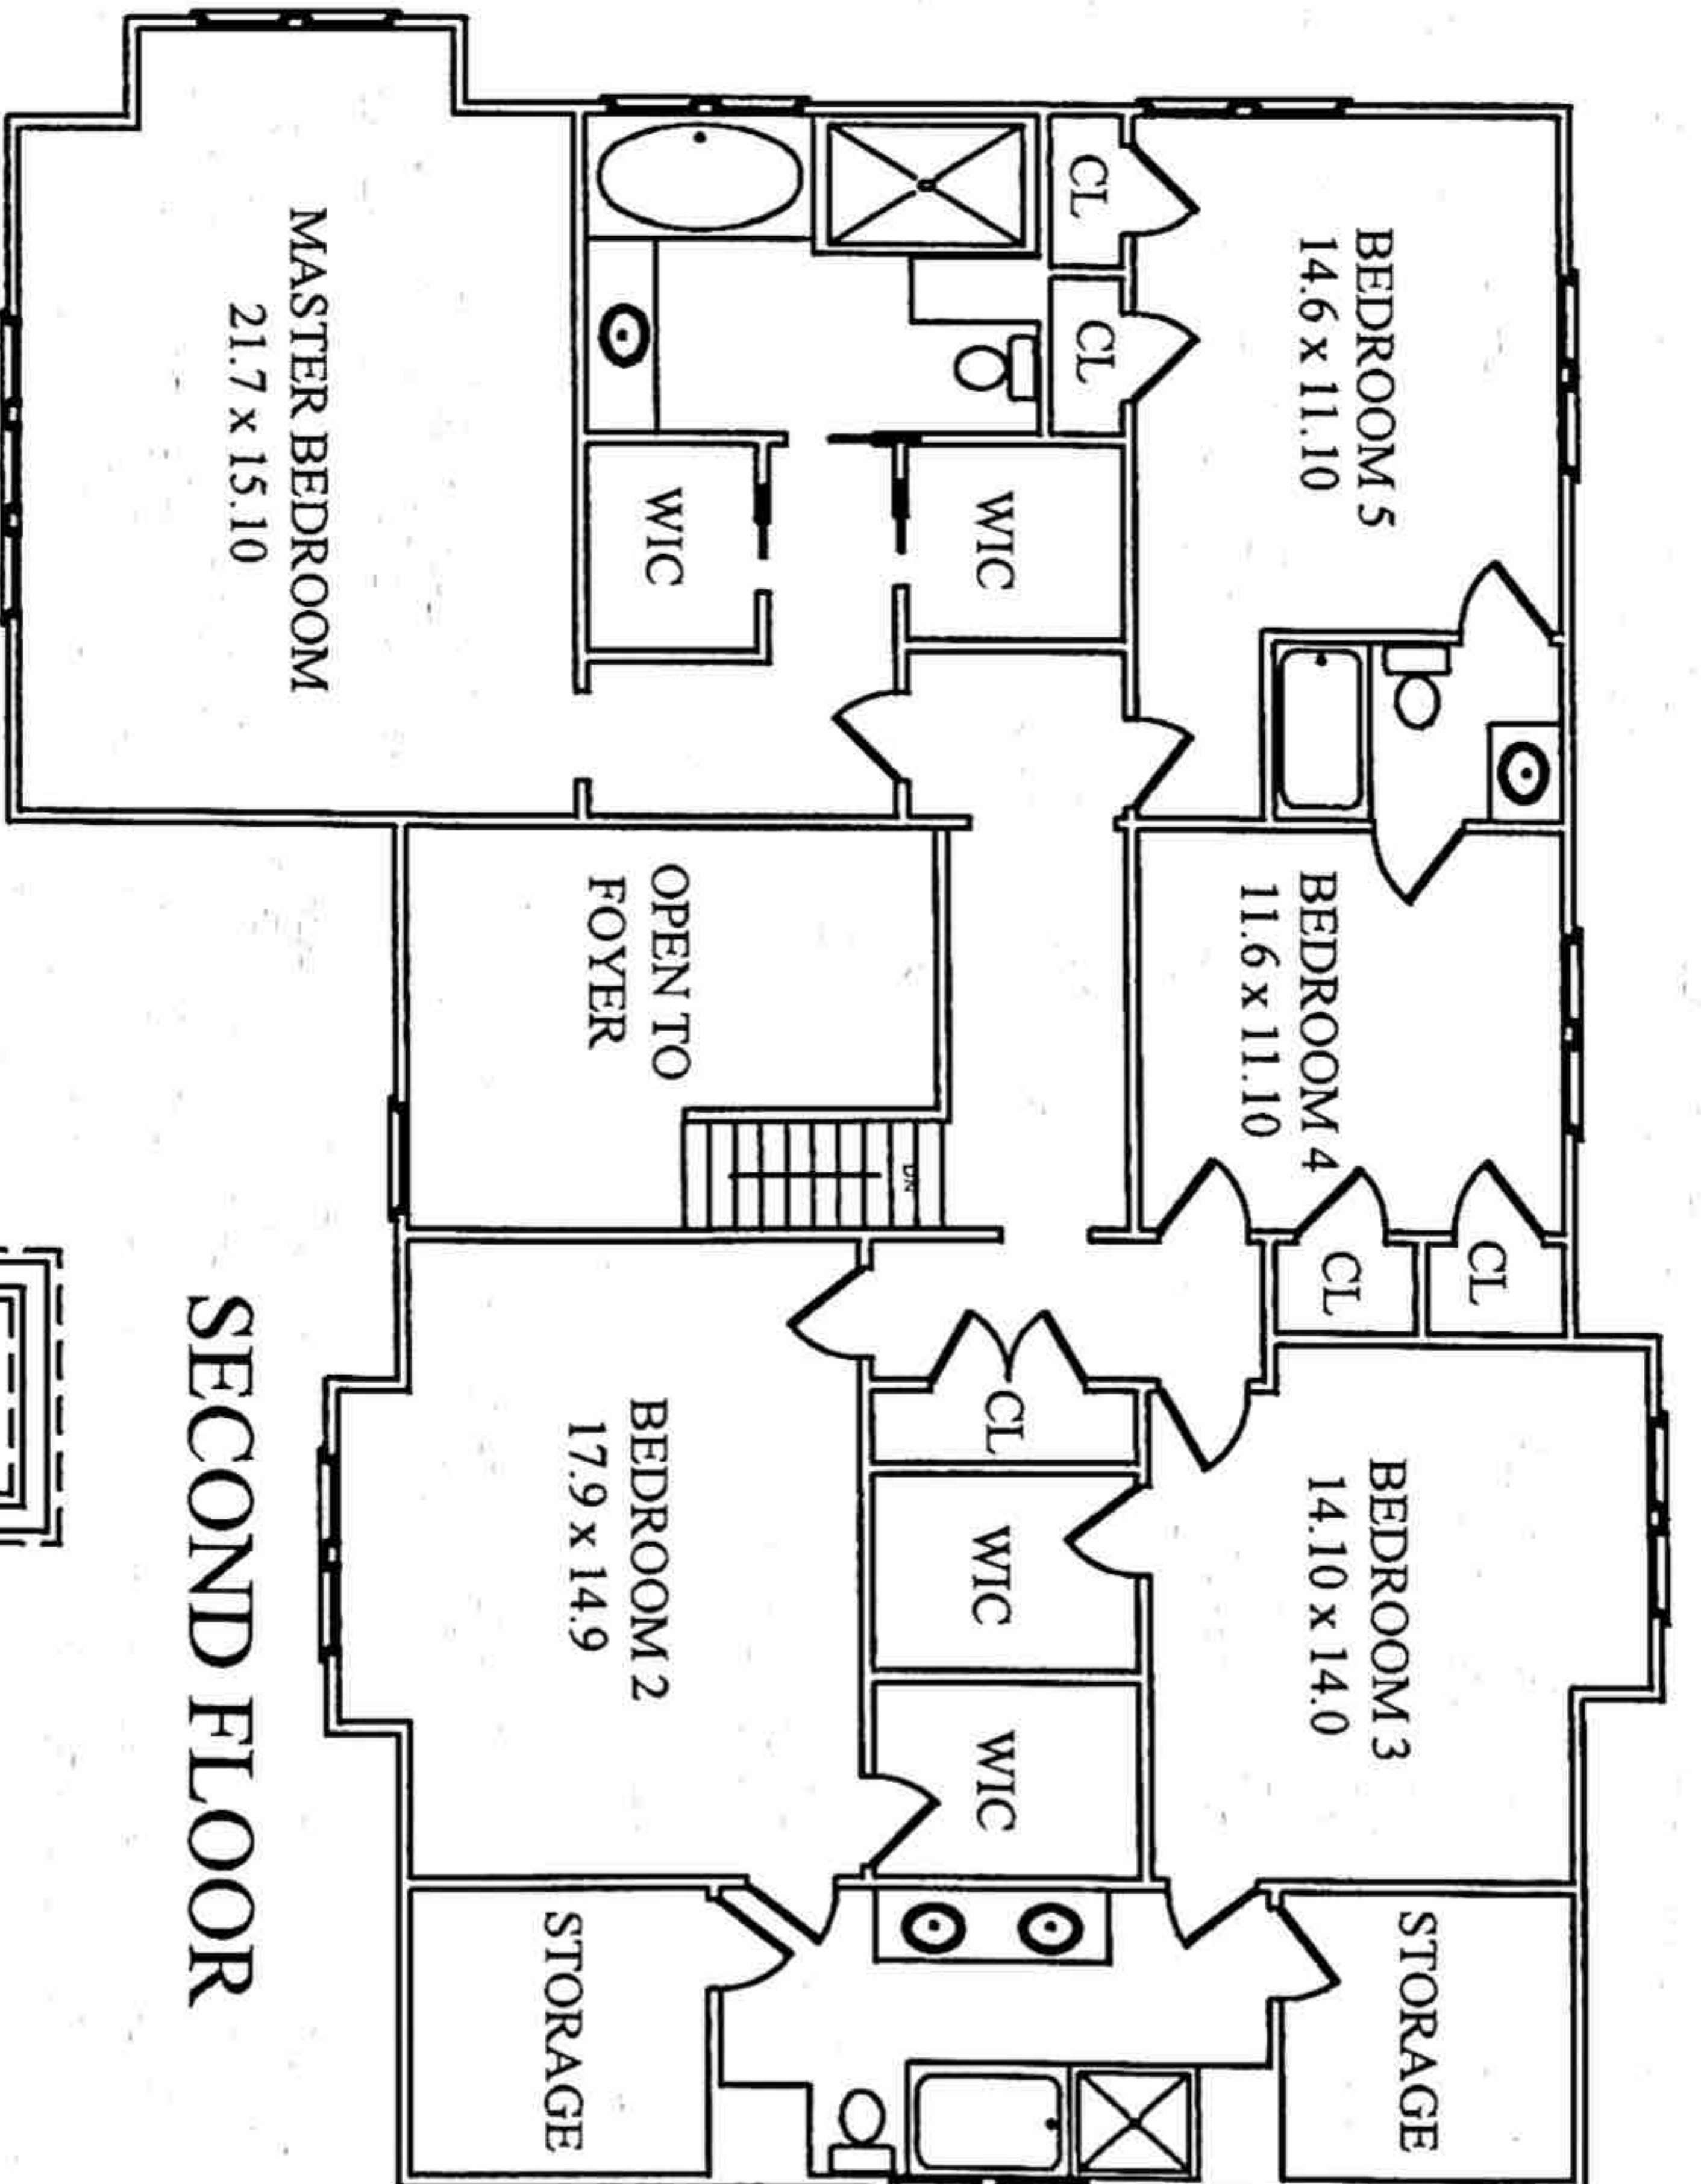 BEDROOM 5
14.6 x 11.10
BEDROOM 4
11.6 x 11.10
CL
CL
BEDROOM 3
14.10 x 14.0
STORAGE
CL
CL
WIC
WIC
DN
CL
WIC
WIC
OPEN TO
FOYER
BEDROOM 2
17.9 x 14.9
STORAGE
MASTER BEDROOM
21.7 x 15.10
SECOND FLOOR